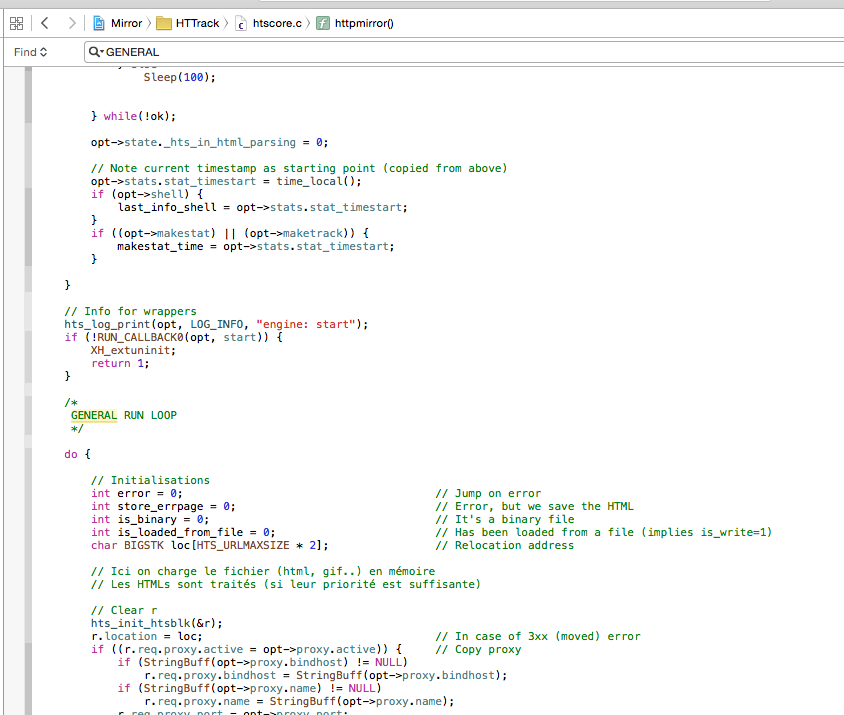 Mirror HTTrack htscore.c httpmirror()
Find GENERAL
Sleep(100);
} while(!ok);
opt->state._hts_in_html_parsing = 0;
// Note current timestamp as starting point (copied from above)
opt->stats.stat_timestart = time_local();
if (opt->shell) {
last_info_shell = opt->stats.stat_timestart;
}
if ((opt->makestat) || (opt->maketrack)) {
makestat_time = opt->stats.stat_timestart;
}
}
// Info for wrappers
hts_log_print(opt, LOG_INFO, "engine: start");
if (!RUN_CALLBACK0(opt, start)) {
XH_extuninit;
return 1;
}
/*
GENERAL RUN LOOP
*/
do {
// Initialisations
int error = 0; // Jump on error
int store_errpage = 0; // Error, but we save the HTML
int is_binary = 0; // It's a binary file
int is_loaded_from_file = 0; // Has been loaded from a file (implies is_write=1)
char BIGSTK loc[HTS_URLMAXSIZE * 2]; // Relocation address
// Ici on charge le fichier (html, gif..) en mémoire
// Les HTMLs sont traités (si leur priorité est suffisante)
// Clear r
hts_init_htsblk(&r);
r.location = loc; // In case of 3xx (moved) error
if ((r.req.proxy.active = opt->proxy.active)) { // Copy proxy
if (StringBuff(opt->proxy.bindhost) != NULL)
r.req.proxy.bindhost = StringBuff(opt->proxy.bindhost);
if (StringBuff(opt->proxy.name) != NULL)
r.req.proxy.name = StringBuff(opt->proxy.name);
r.req.proxy.port = opt->proxy.port;